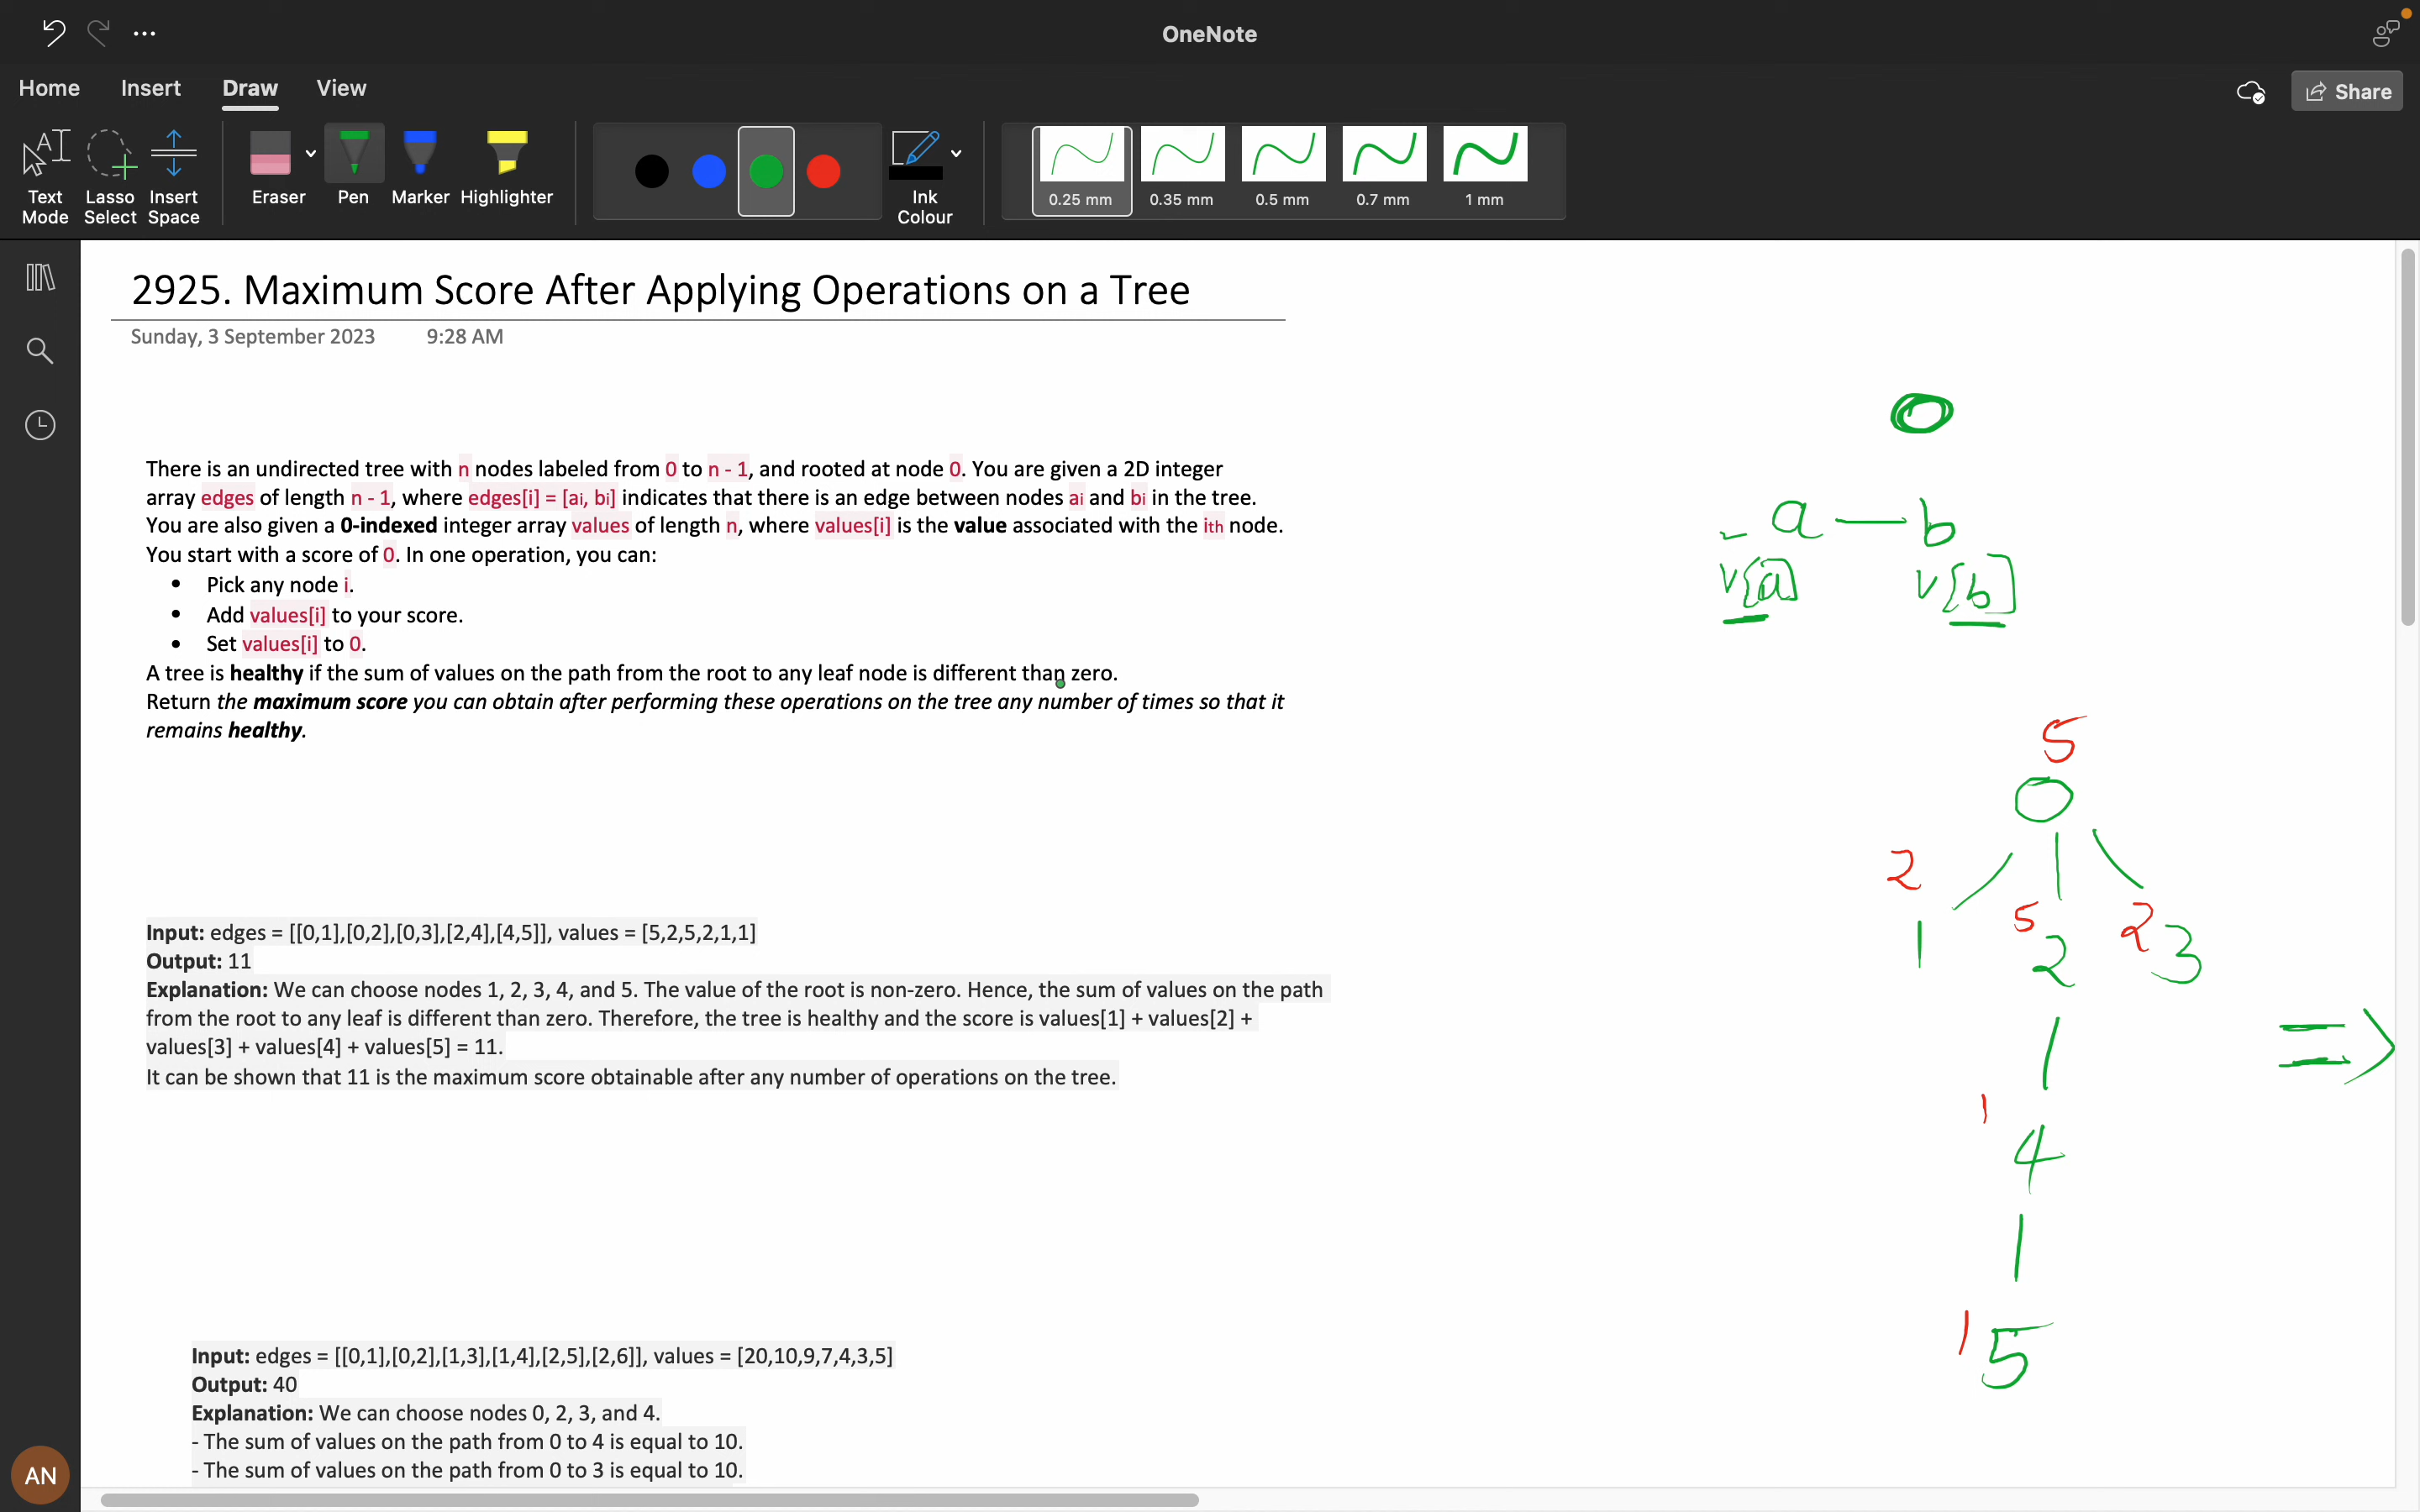 OneNote
Home Insert Draw View
Share
Text Mode
Lasso Select
Insert Space
Eraser
Pen
Marker
Highlighter
Ink Colour
0.25 mm
0.35 mm
0.5 mm
0.7 mm
1 mm
2925. Maximum Score After Applying Operations on a Tree
Sunday, 3 September 2023 9:28 AM
There is an undirected tree with n nodes labeled from 0 to n - 1, and rooted at node 0. You are given a 2D integer
array edges of length n - 1, where edges[i] = [ai, bi] indicates that there is an edge between nodes ai and bi in the tree.
You are also given a 0-indexed integer array values of length n, where values[i] is the value associated with the ith node.
You start with a score of 0. In one operation, you can:
• Pick any node i.
• Add values[i] to your score.
• Set values[i] to 0.
A tree is healthy if the sum of values on the path from the root to any leaf node is different than zero.
Return the maximum score you can obtain after performing these operations on the tree any number of times so that it
remains healthy.
Input: edges = [[0,1],[0,2],[0,3],[2,4],[4,5]], values = [5,2,5,2,1,1]
Output: 11
Explanation: We can choose nodes 1, 2, 3, 4, and 5. The value of the root is non-zero. Hence, the sum of values on the path
from the root to any leaf is different than zero. Therefore, the tree is healthy and the score is values[1] + values[2] +
values[3] + values[4] + values[5] = 11.
It can be shown that 11 is the maximum score obtainable after any number of operations on the tree.
Input: edges = [[0,1],[0,2],[1,3],[1,4],[2,5],[2,6]], values = [20,10,9,7,4,3,5]
Output: 40
Explanation: We can choose nodes 0, 2, 3, and 4.
- The sum of values on the path from 0 to 4 is equal to 10.
- The sum of values on the path from 0 to 3 is equal to 10.
AN
0
a — b
v[a] v[b]
5
0
2
1
5
2
2
3
=>
1
4
1
5